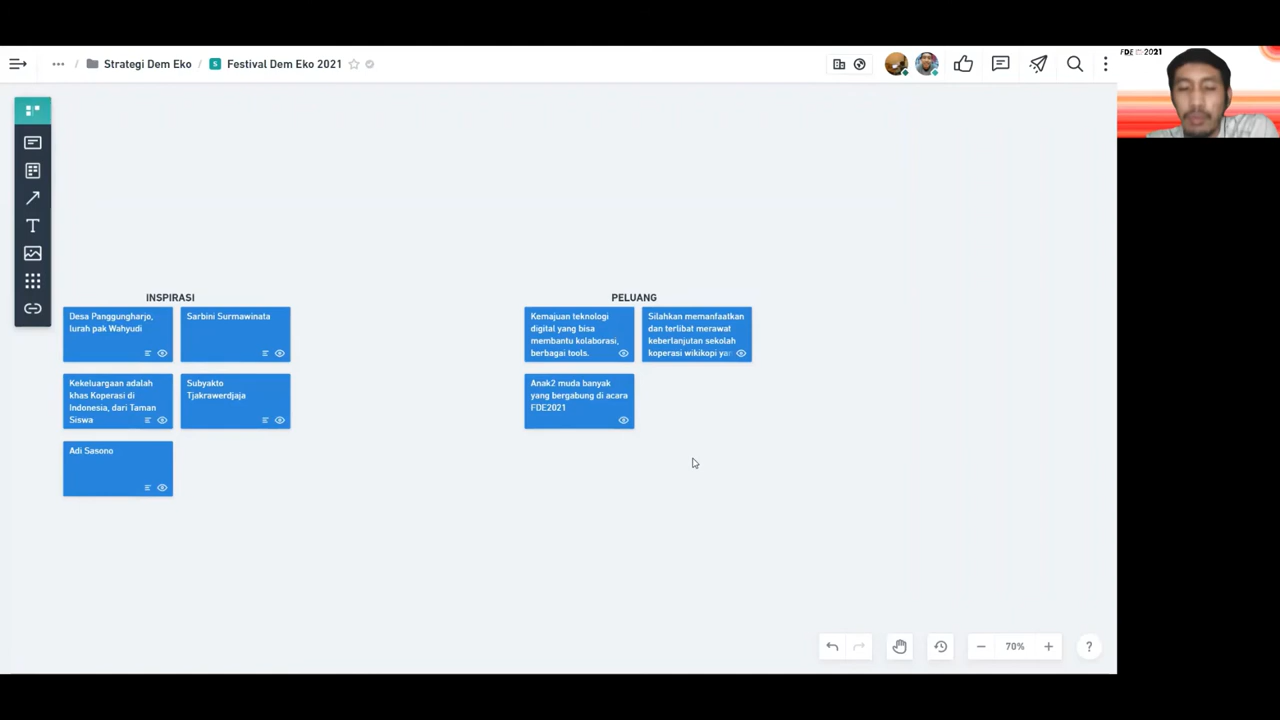 FDE 2021
... / Strategi Dem Eko / S Festival Dem Eko 2021
T
INSPIRASI
Desa Panggungharjo,
lurah pak Wahyudi
Sarbini Surmawinata
Kekeluargaan adalah
khas Koperasi di
Indonesia, dari Taman
Siswa
Subyakto
Tjakrawerdjaja
Adi Sasono
PELUANG
Kemajuan teknologi
digital yang bisa
membantu kolaborasi,
berbagai tools.
Silahkan memanfaatkan
dan terlibat merawat
keberlanjutan sekolah
koperasi wikikopi
Anak2 muda banyak
yang bergabung di acara
FDE2021
70%
?